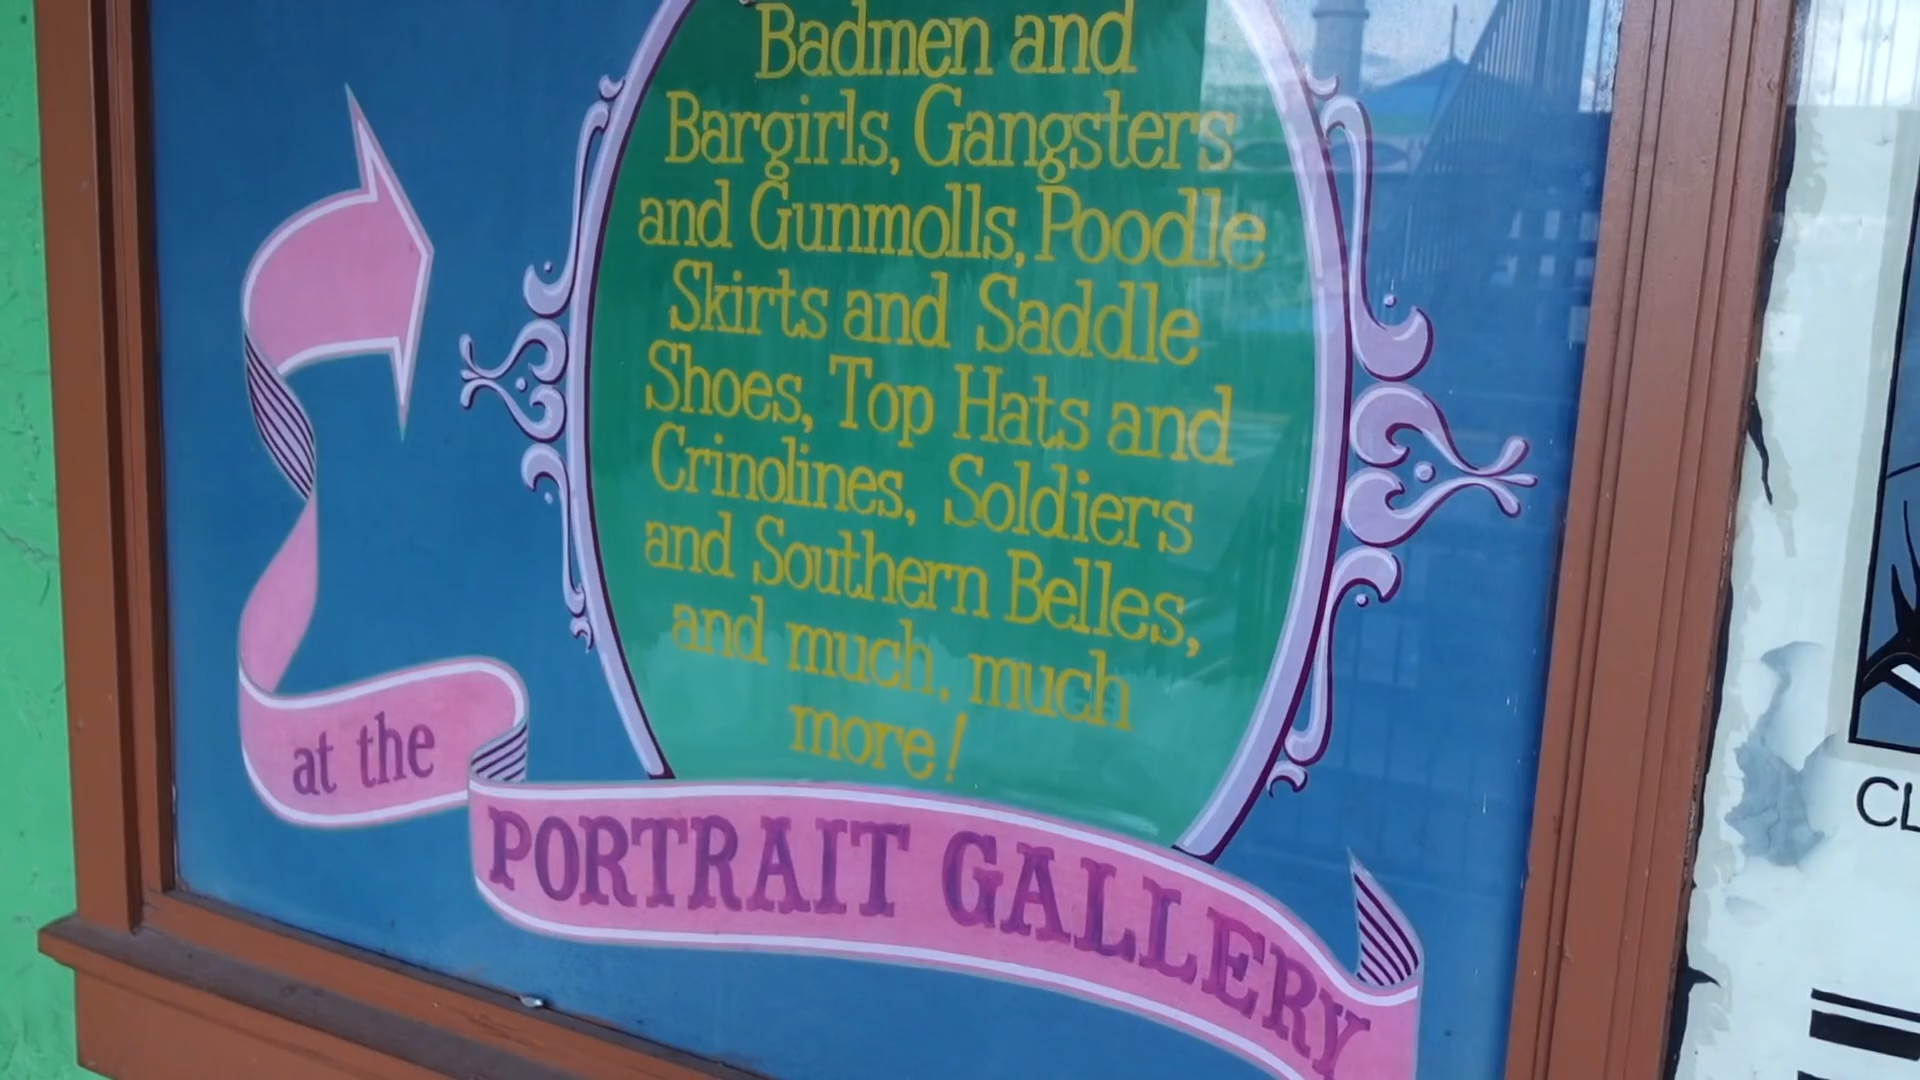 Badmen and
Bargirls, Gangsters
and Gunmolls, Poodle
Skirts and Saddle
Shoes, Top Hats and
Crinolines, Soldiers
and Southern Belles,
and much, much
more!
at the
PORTRAIT GALLERY
CL